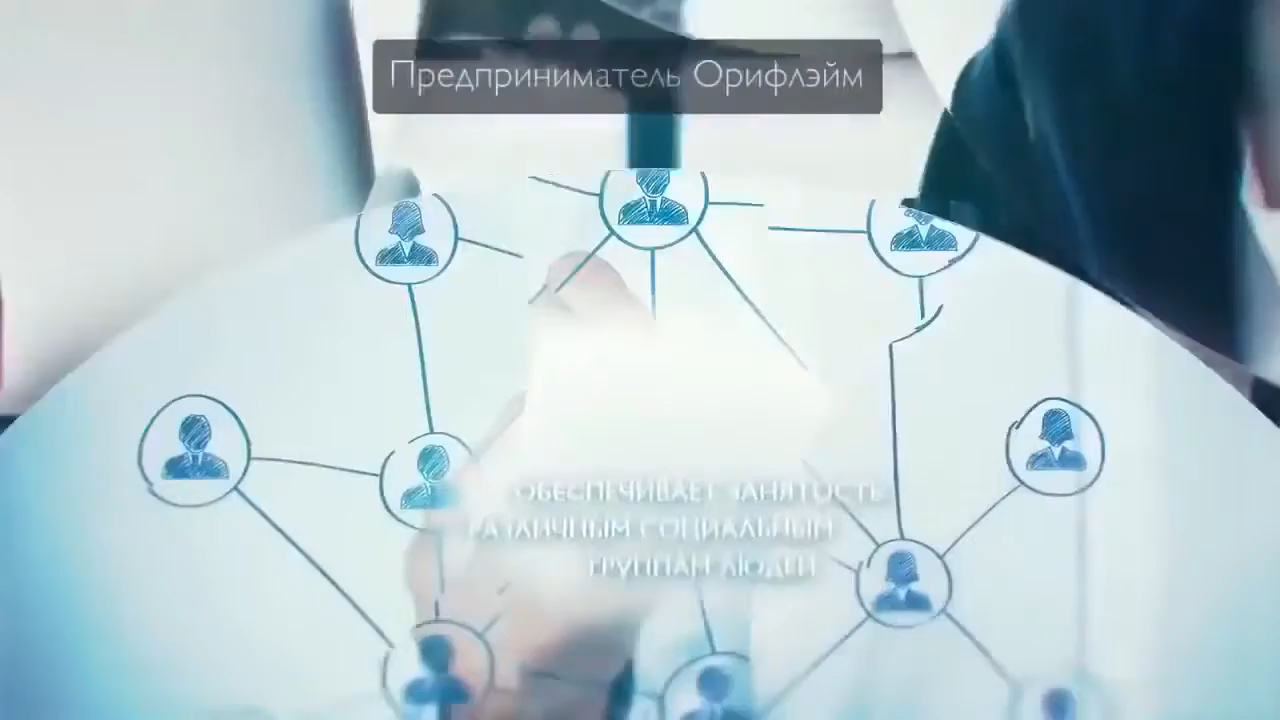 Предприниматель Орифлэйм
ОБЕСПЕЧИВАЕТ ЗАНЯТОСТЬ
РАЗЛИЧНЫМ СОЦИАЛЬНЫМ
ГРУППАМ ЛЮДЕЙ